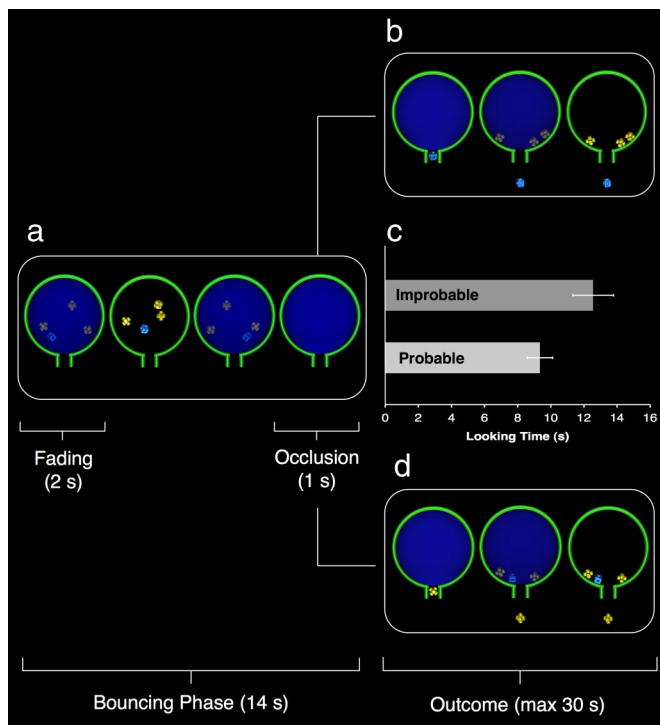 b
a
c
Improbable
Probable
0 2 4 6 8 10 12 14 16
Looking Time (s)
Fading
(2 s)
Occlusion
(1 s)
d
Bouncing Phase (14 s)
Outcome (max 30 s)